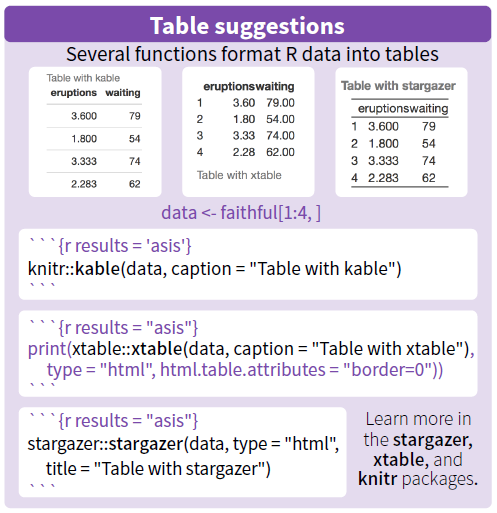 Table suggestions
Several functions format R data into tables
Table with kable
eruptions waiting
3.600 79
1.800 54
3.333 74
2.283 62
eruptionswaiting
1 3.60 79.00
2 1.80 54.00
3 3.33 74.00
4 2.28 62.00
Table with xtable
Table with stargazer
eruptionswaiting
1 3.600 79
2 1.800 54
3 3.333 74
4 2.283 62
data <- faithful[1:4, ]
```{r results = 'asis'}
knitr::kable(data, caption = "Table with kable")
```
```{r results = "asis"}
print(xtable::xtable(data, caption = "Table with xtable"),
type = "html", html.table.attributes = "border=0"))
```
```{r results = "asis"}
stargazer::stargazer(data, type = "html",
title = "Table with stargazer")
```
Learn more in
the stargazer,
xtable, and
knitr packages.